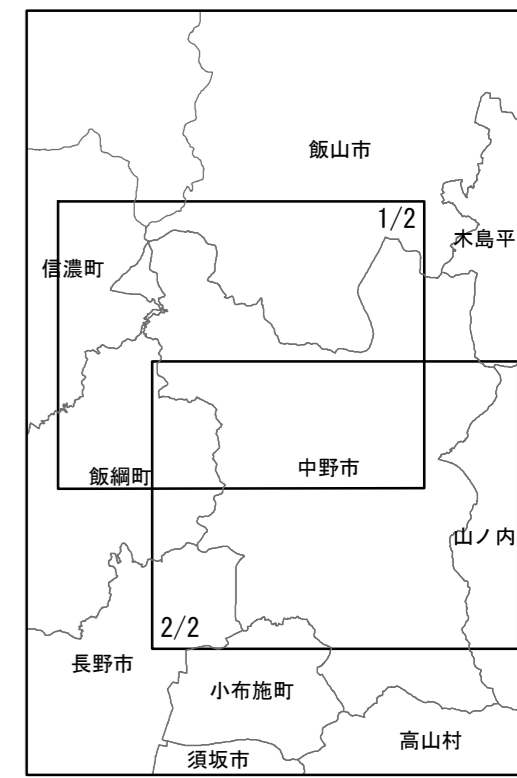 飯山市
1/2
木島平
信濃町
中野市
飯綱町
山ノ内
2/2
長野市
小布施町
高山村
須坂市